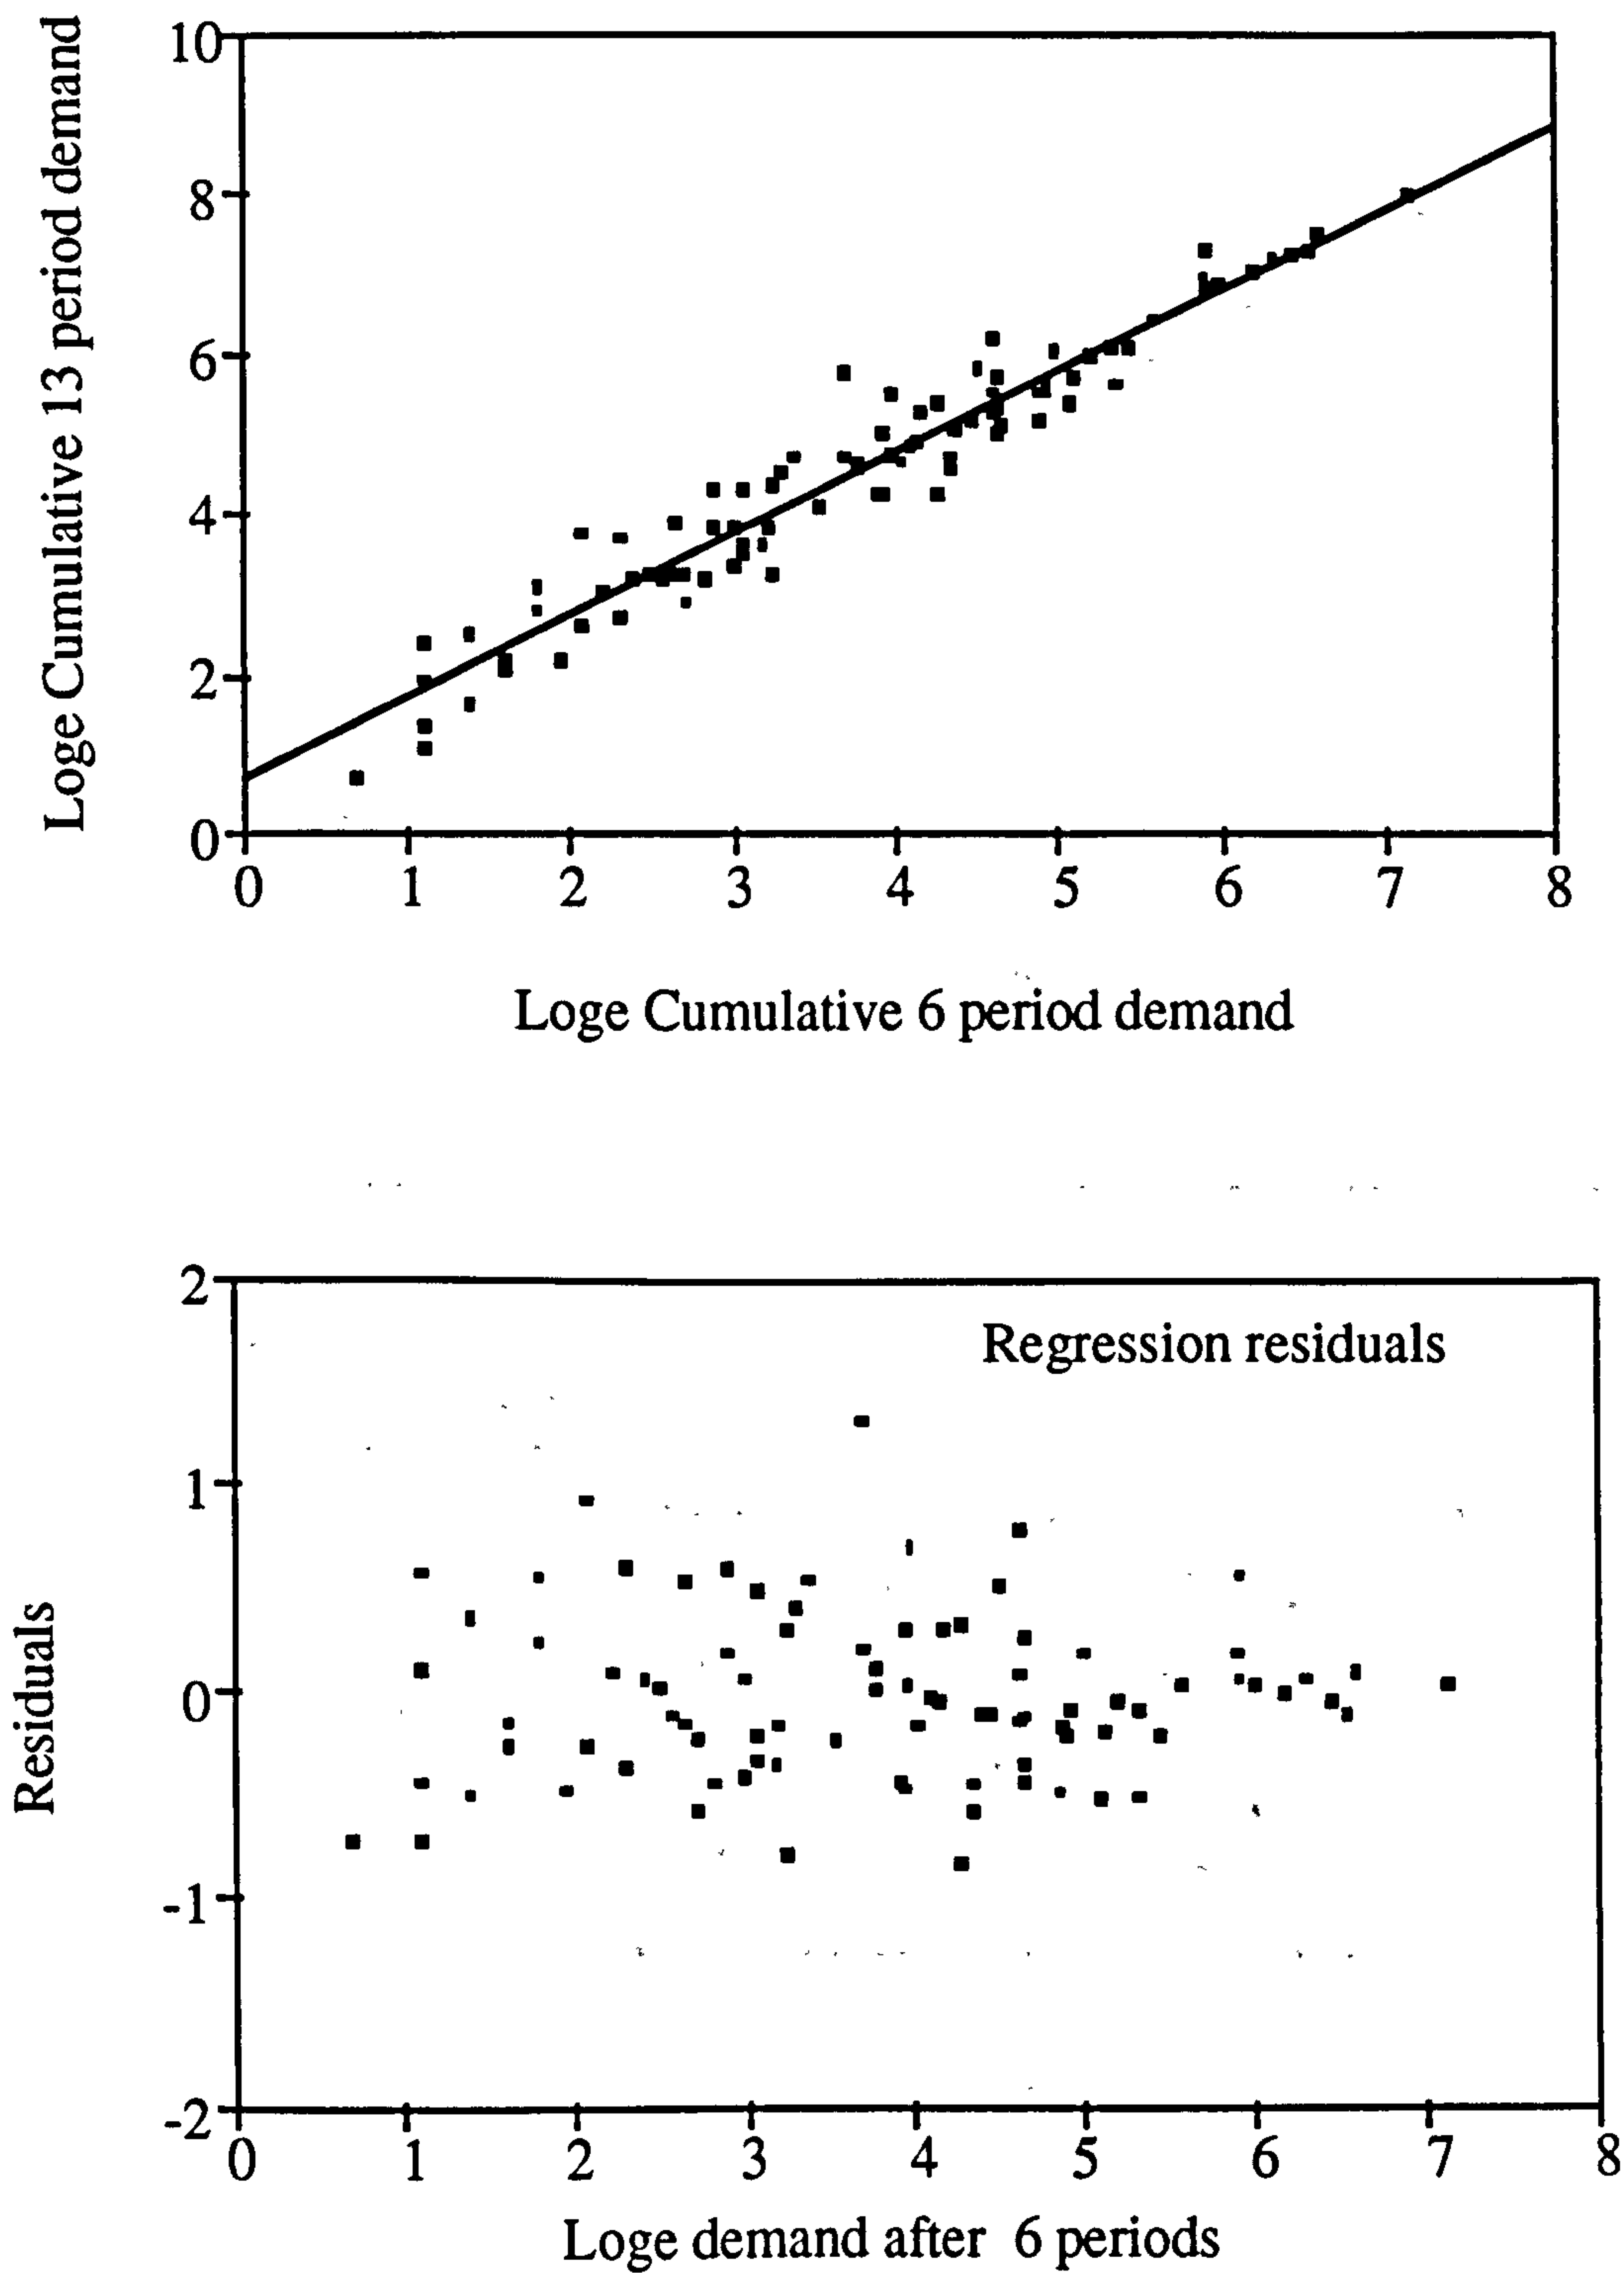 Loge Cumulative 13 period demand
10
8
6
4
2
0
0 1 2 3 4 5 6 7 8
Loge Cumulative 6 period demand
Regression residuals
Residuals
2
1
0
-1
-2
0 1 2 3 4 5 6 7 8
Loge demand after 6 periods